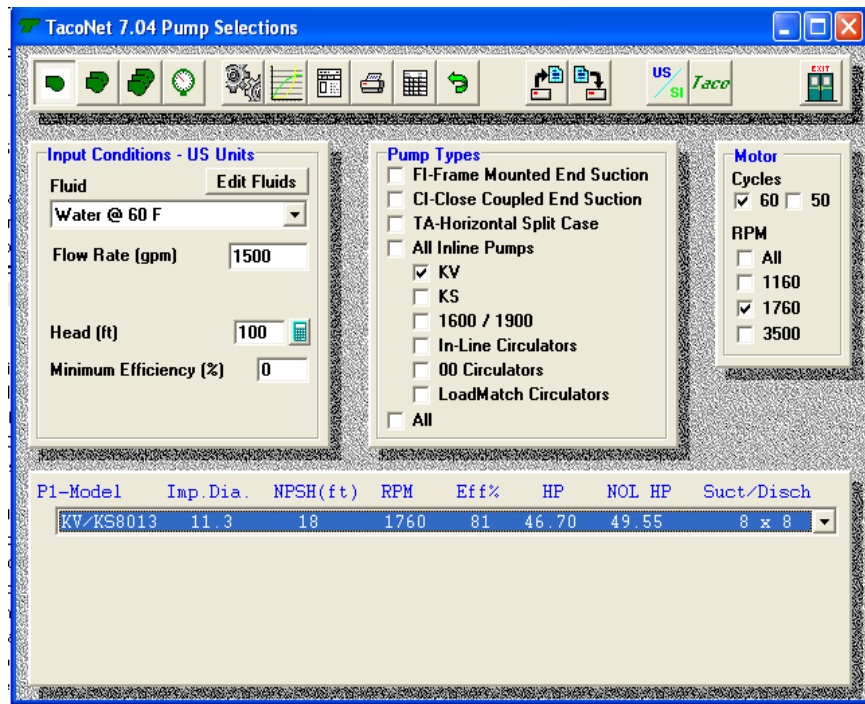 TacoNet 7.04 Pump Selections
US/SI Taco EXIT
Input Conditions - US Units
Fluid Edit Fluids
Water @ 60 F
Flow Rate (gpm) 1500
Head (ft) 100
Minimum Efficiency (%) 0
Pump Types
FI-Frame Mounted End Suction
CI-Close Coupled End Suction
TA-Horizontal Split Case
All Inline Pumps
KV
KS
1600 / 1900
In-Line Circulators
00 Circulators
LoadMatch Circulators
All
Motor
Cycles
60 50
RPM
All
1160
1760
3500
P1-Model Imp.Dia. NPSH(ft) RPM Eff% HP NOL HP Suct/Disch
KV/KS8013 11.3 18 1760 81 46.70 49.55 8 x 8